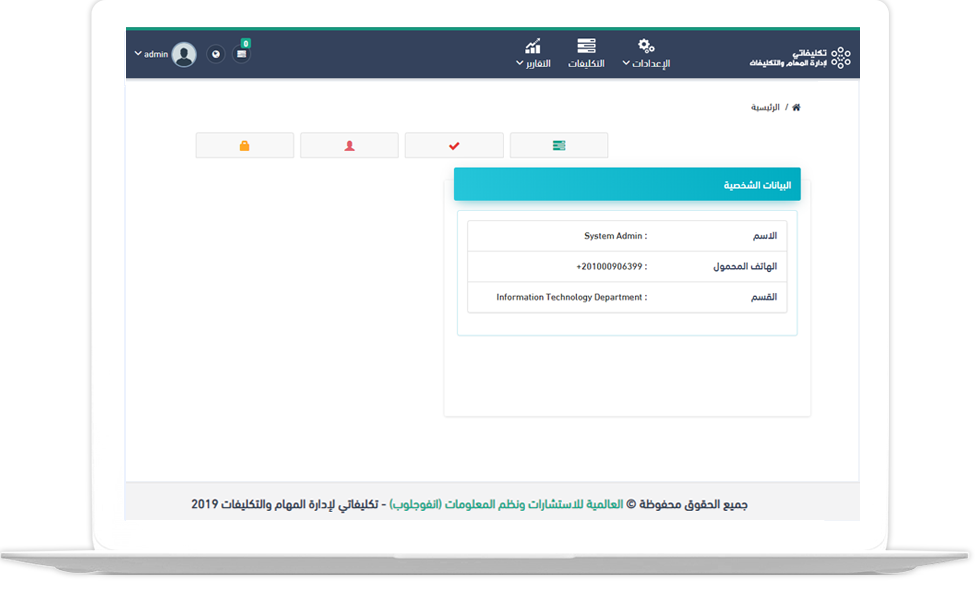 تكليفاتي
لإدارة المهام والتكليفات
الإعدادات
التكليفات
التقارير
0
admin
الرئيسية /
البيانات الشخصية
الاسم : System Admin
الهاتف المحمول : +201000906399
القسم : Information Technology Department
جميع الحقوق محفوظة © العالمية للاستشارات ونظم المعلومات (انفوجلوب) - تكليفاتي لإدارة المهام والتكليفات 2019